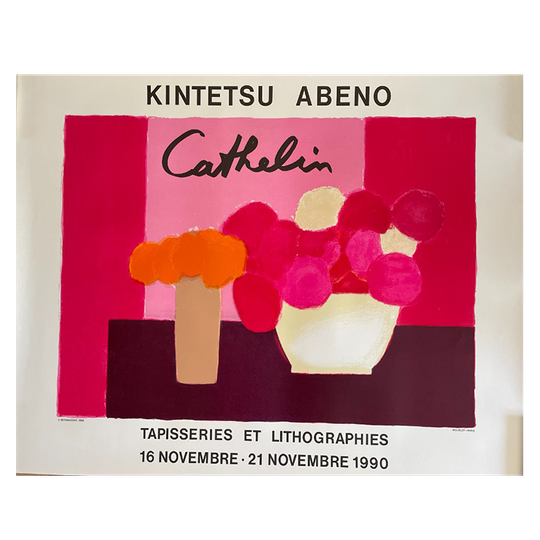 KINTETSU ABENO
Cathelin
TAPISSERIES ET LITHOGRAPHIES
16 NOVEMBRE · 21 NOVEMBRE 1990